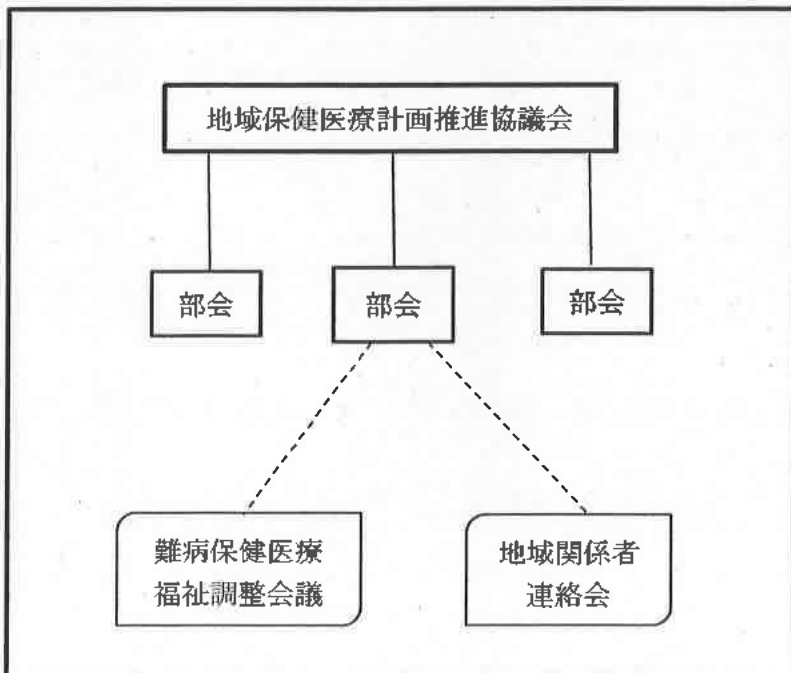 地域保健医療計画推進協議会
部会
部会
部会
難病保健医療
福祉調整会議
地域関係者
連絡会